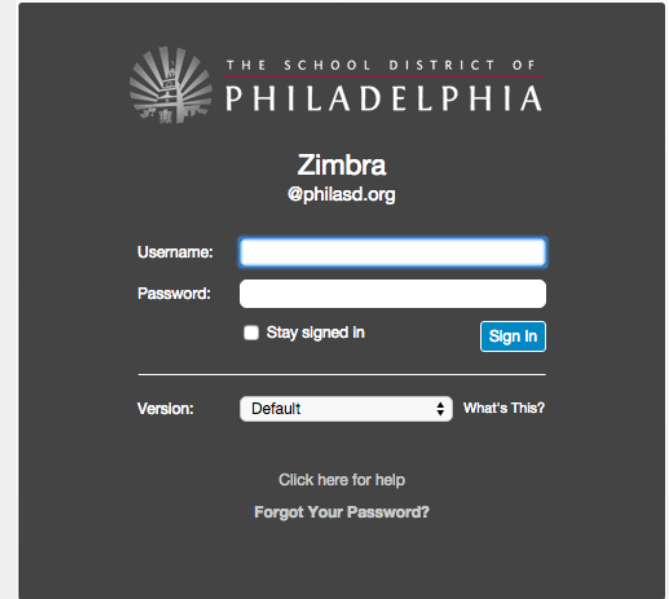 THE SCHOOL DISTRICT OF
PHILADELPHIA
Zimbra
@philasd.org
Username:
Password:
Stay signed in
Sign In
Version: Default What's This?
Click here for help
Forgot Your Password?